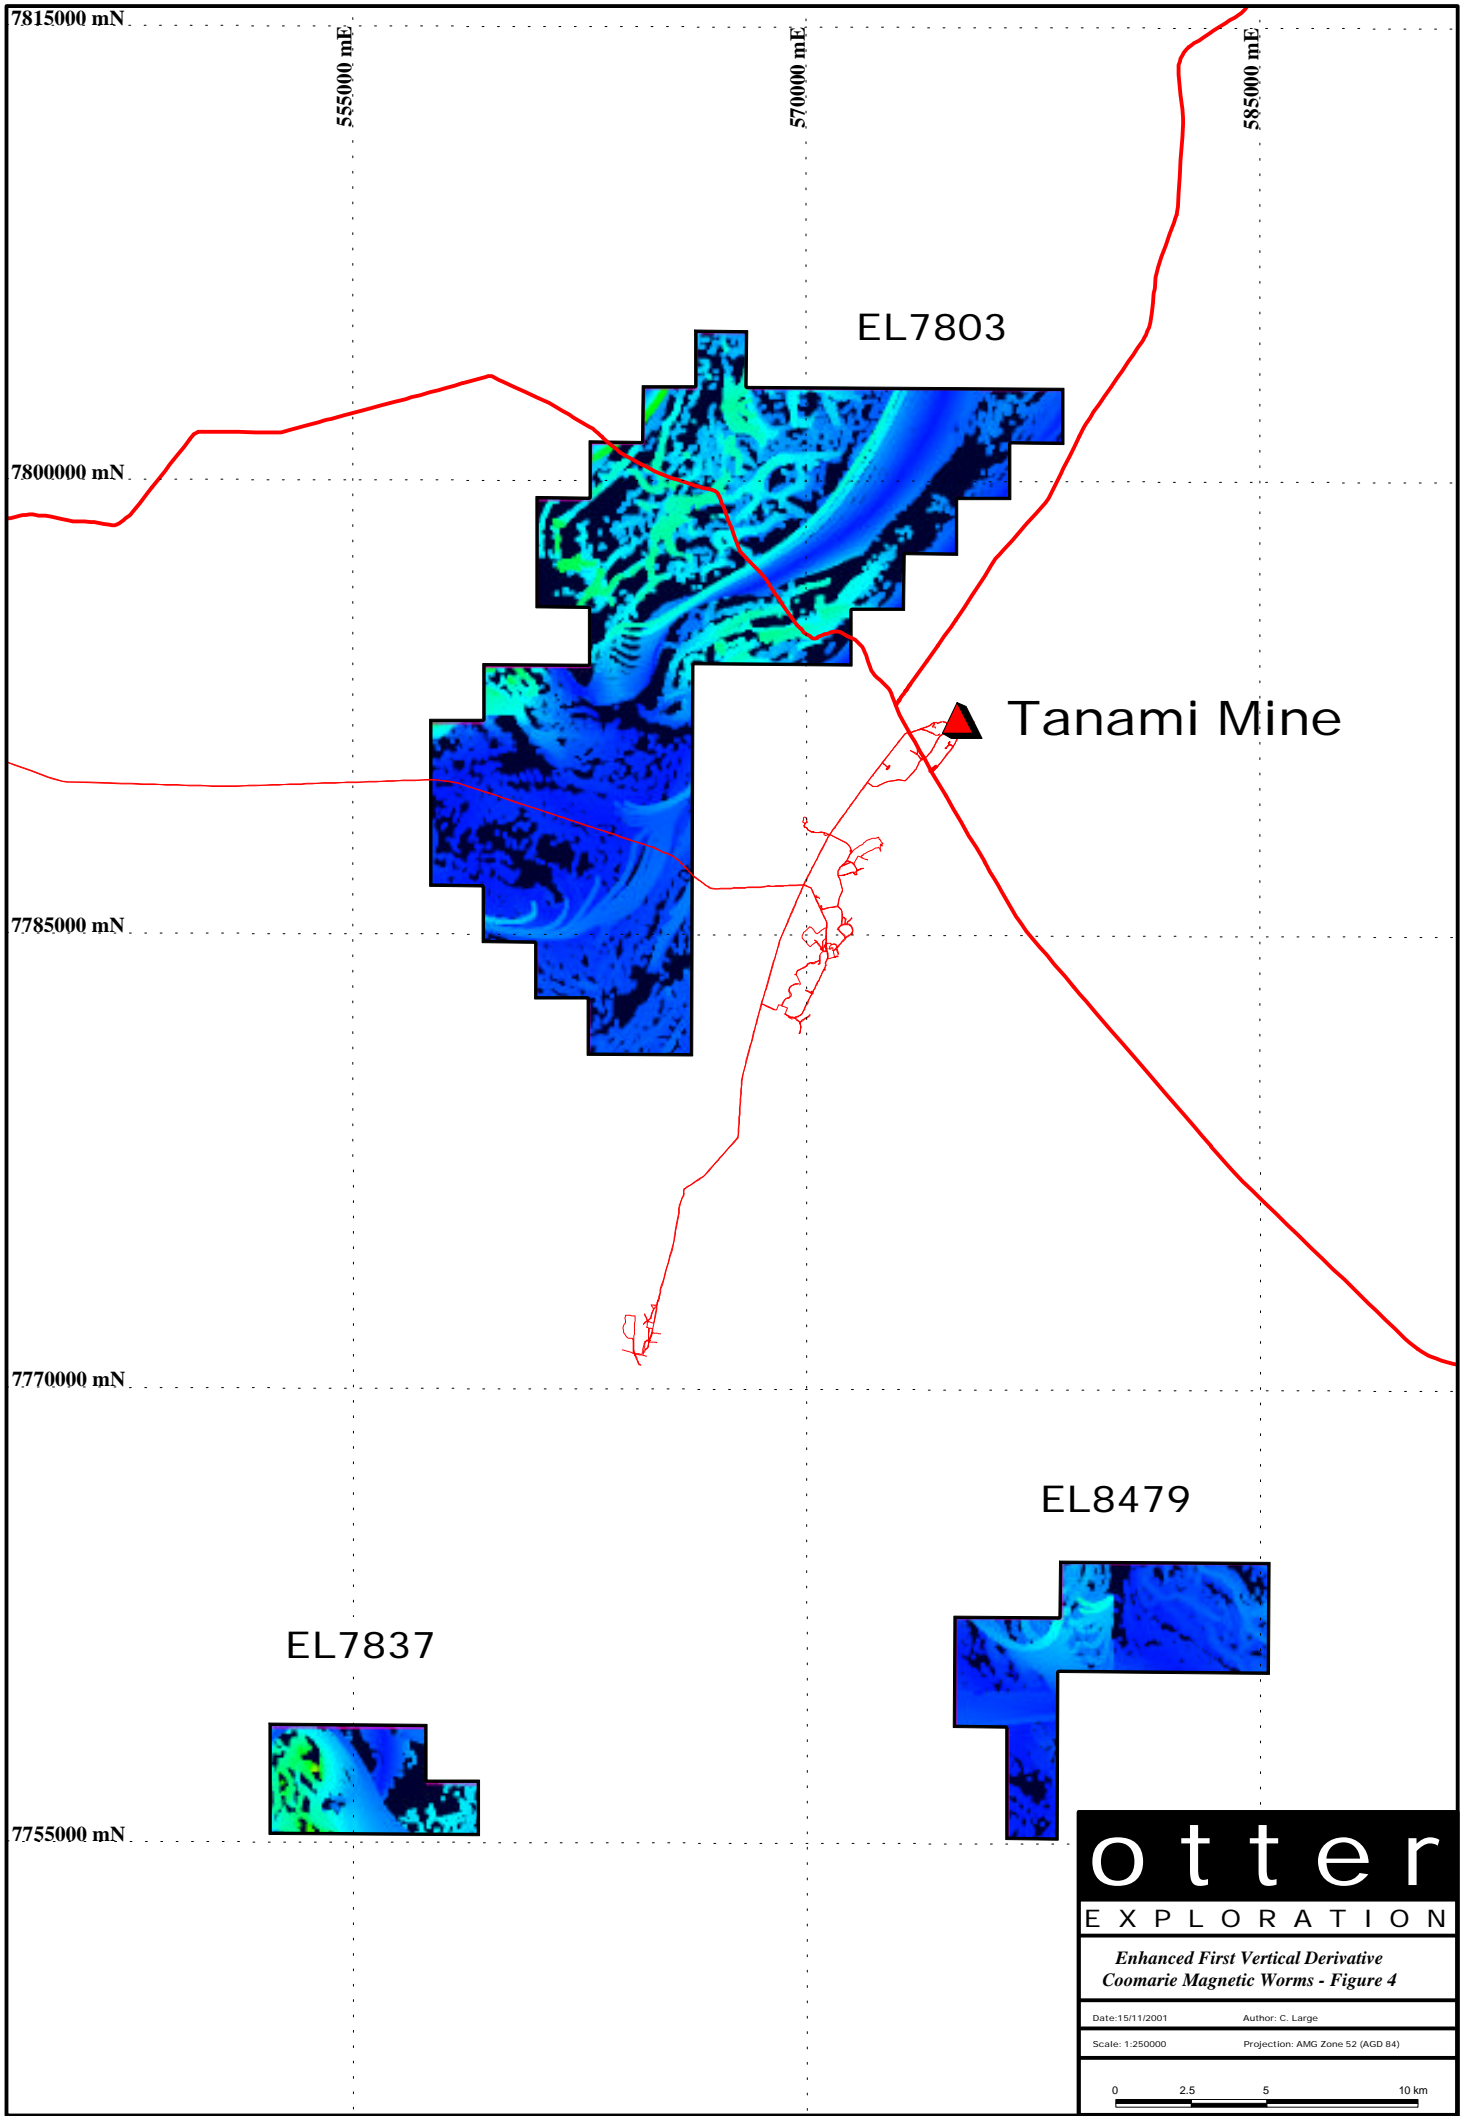 7815000 mN
555000 mE
570000 mE
585000 mE
EL7803
7800000 mN
Tanami Mine
7785000 mN
7770000 mN
EL8479
EL7837
7755000 mN
otter
EXPLORATION
Enhanced First Vertical Derivative
Coomarie Magnetic Worms - Figure 4
Date:15/11/2001 Author: C. Large
Scale: 1:250000 Projection: AMG Zone 52 (AGD 84)
0 2.5 5 10 km